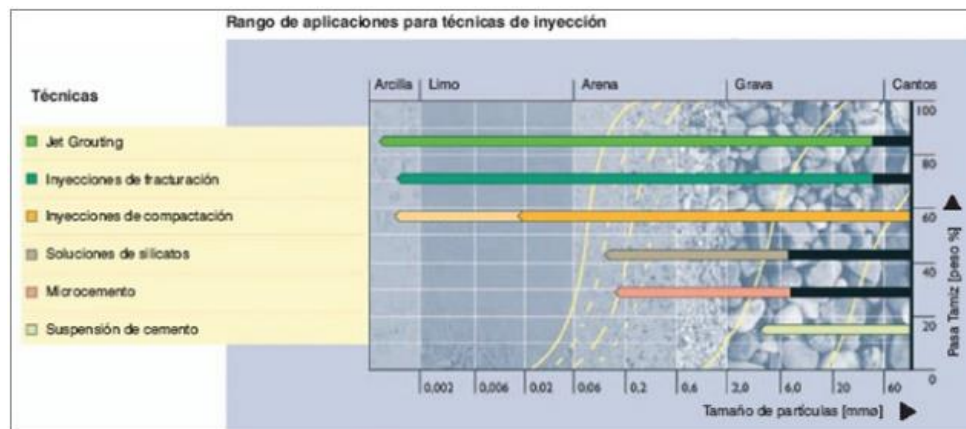 Rango de aplicaciones para técnicas de inyección
Técnicas
Arcilla Limo Arena Grava Cantos
Jet Grouting
Inyecciones de fracturación
Inyecciones de compactación
Soluciones de silicatos
Microcemento
Suspensión de cemento
100
80
60
40
20
0
Pasa Tamiz [peso %]
0,002 0,006 0,02 0,06 0,2 0,6 2,0 6,0 20 60
Tamaño de partículas [mmø]